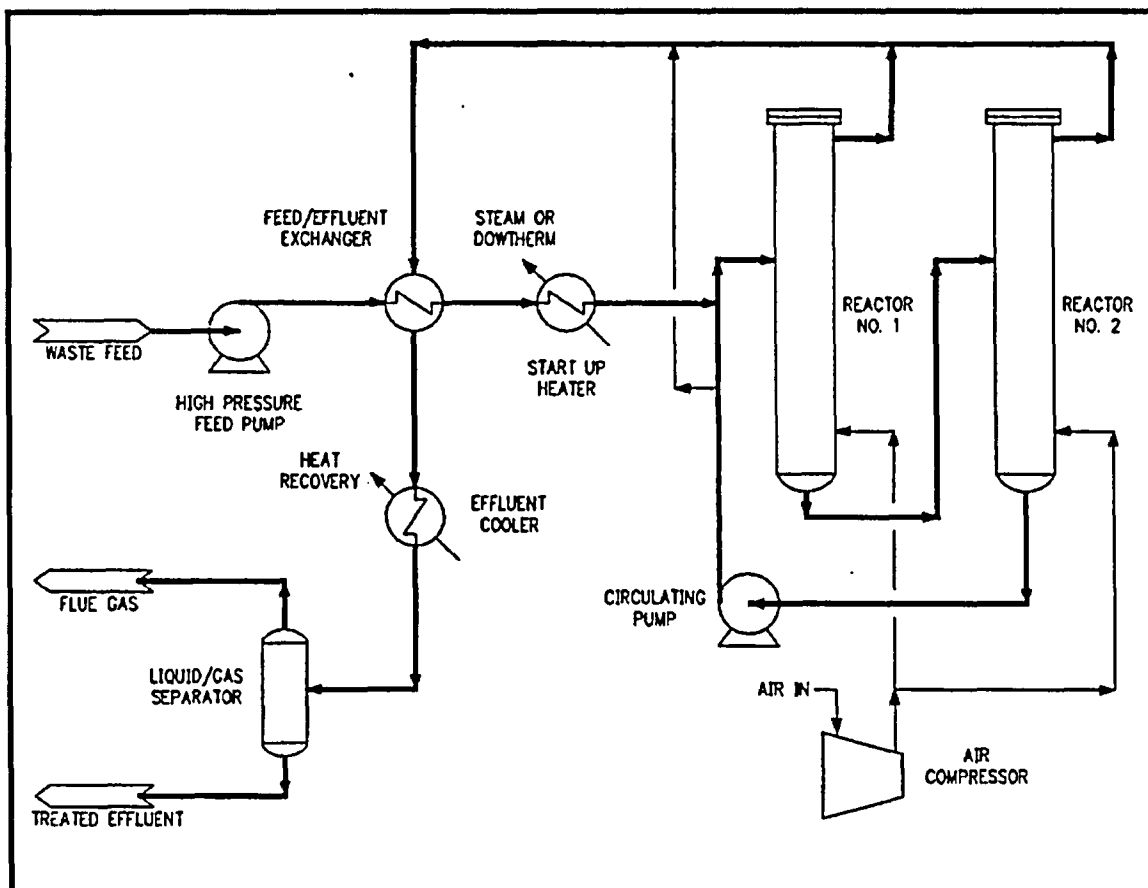 FEED/EFFLUENT
EXCHANGER
STEAM OR
DOWTHERM
REACTOR
NO. 1
REACTOR
NO. 2
WASTE FEED
HIGH PRESSURE
FEED PUMP
START UP
HEATER
HEAT
RECOVERY
EFFLUENT
COOLER
FLUE GAS
CIRCULATING
PUMP
LIQUID/GAS
SEPARATOR
AIR IN
AIR
COMPRESSOR
TREATED EFFLUENT